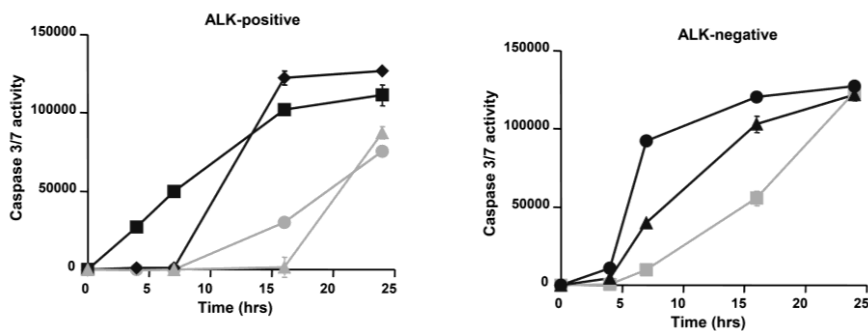 ALK-positive
150000
100000
50000
0
Caspase 3/7 activity
0 5 10 15 20 25
Time (hrs)
ALK-negative
150000
100000
50000
0
Caspase 3/7 activity
0 5 10 15 20 25
Time (hrs)